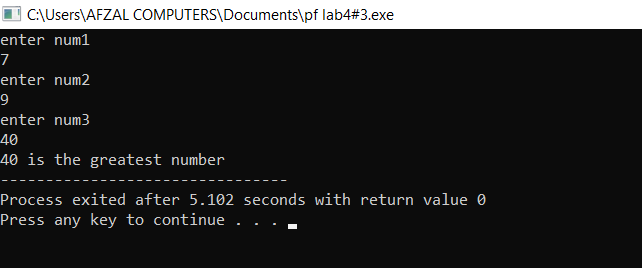 C:\Users\AFZAL COMPUTERS\Documents\pf lab4#3.exe
enter num1
7
enter num2
9
enter num3
40
40 is the greatest number
--------------------------------
Process exited after 5.102 seconds with return value 0
Press any key to continue . . .